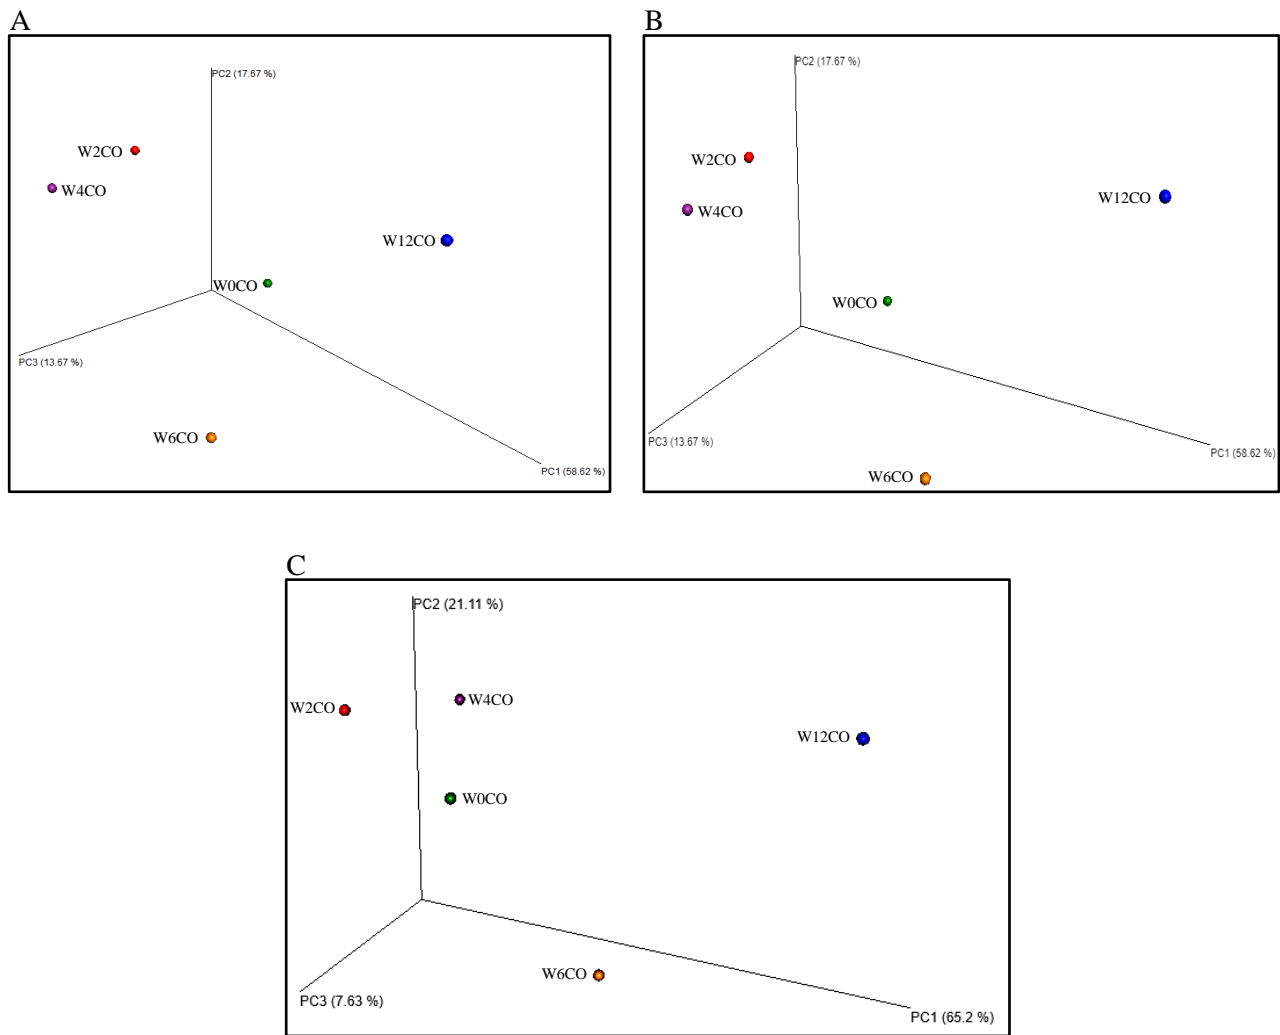 A
PC2 (17.67 %)
W2CO
W4CO
W12CO
W0CO
PC3 (13.67 %)
W6CO
PC1 (58.62 %)
B
PC2 (17.67 %)
W2CO
W4CO
W12CO
W0CO
PC3 (13.67 %)
PC1 (58.62 %)
W6CO
C
PC2 (21.11 %)
W4CO
W2CO
W12CO
W0CO
W6CO
PC3 (7.63 %)
PC1 (65.2 %)